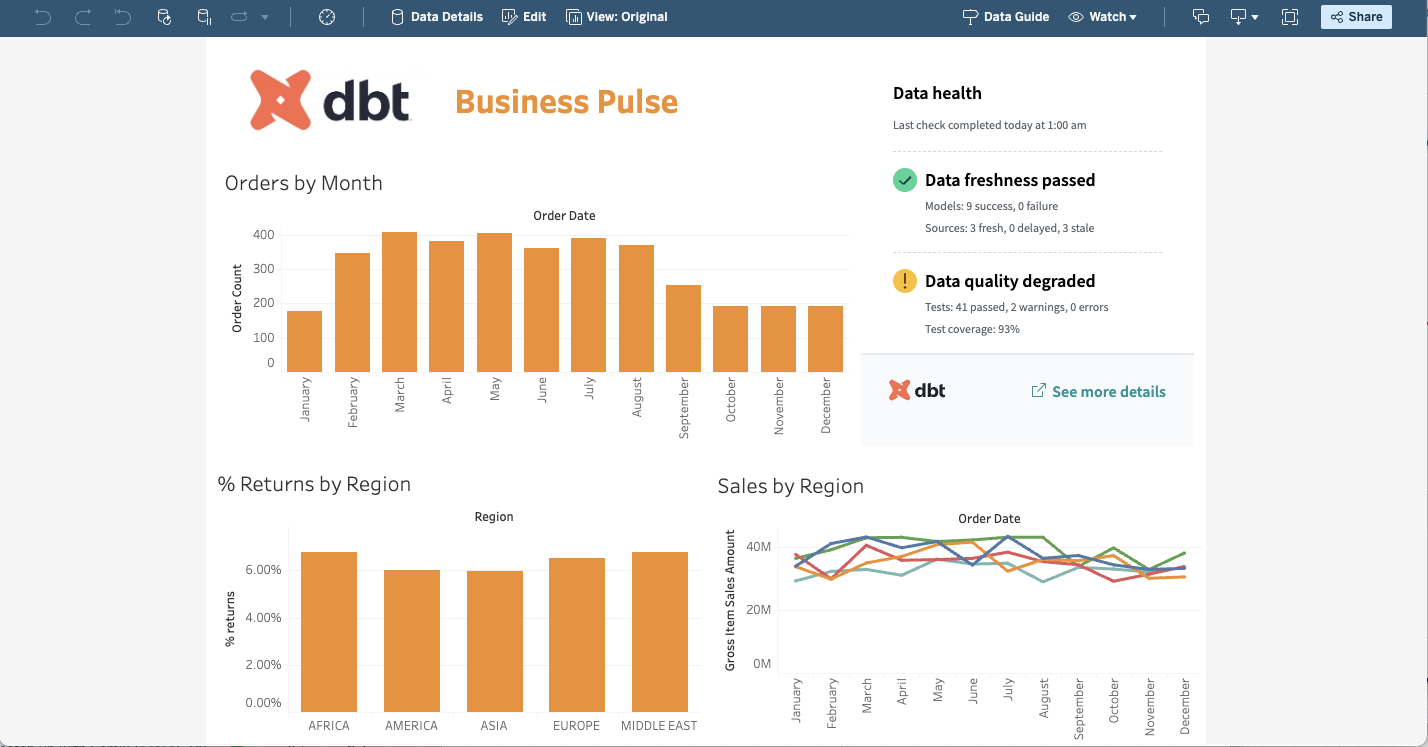 Data Details
Edit
View: Original
Data Guide
Watch
Share
dbt
Business Pulse
Data health
Last check completed today at 1:00 am
Data freshness passed
Models: 9 success, 0 failure
Sources: 3 fresh, 0 delayed, 3 stale
Data quality degraded
Tests: 41 passed, 2 warnings, 0 errors
Test coverage: 93%
dbt
See more details
Orders by Month
Order Date
Order Count
400
300
200
100
0
January
February
March
April
May
June
July
August
September
October
November
December
% Returns by Region
Region
% returns
6.00%
4.00%
2.00%
0.00%
AFRICA
AMERICA
ASIA
EUROPE
MIDDLE EAST
Sales by Region
Order Date
Gross Item Sales Amount
40M
20M
0M
January
February
March
April
May
June
July
August
September
October
November
December